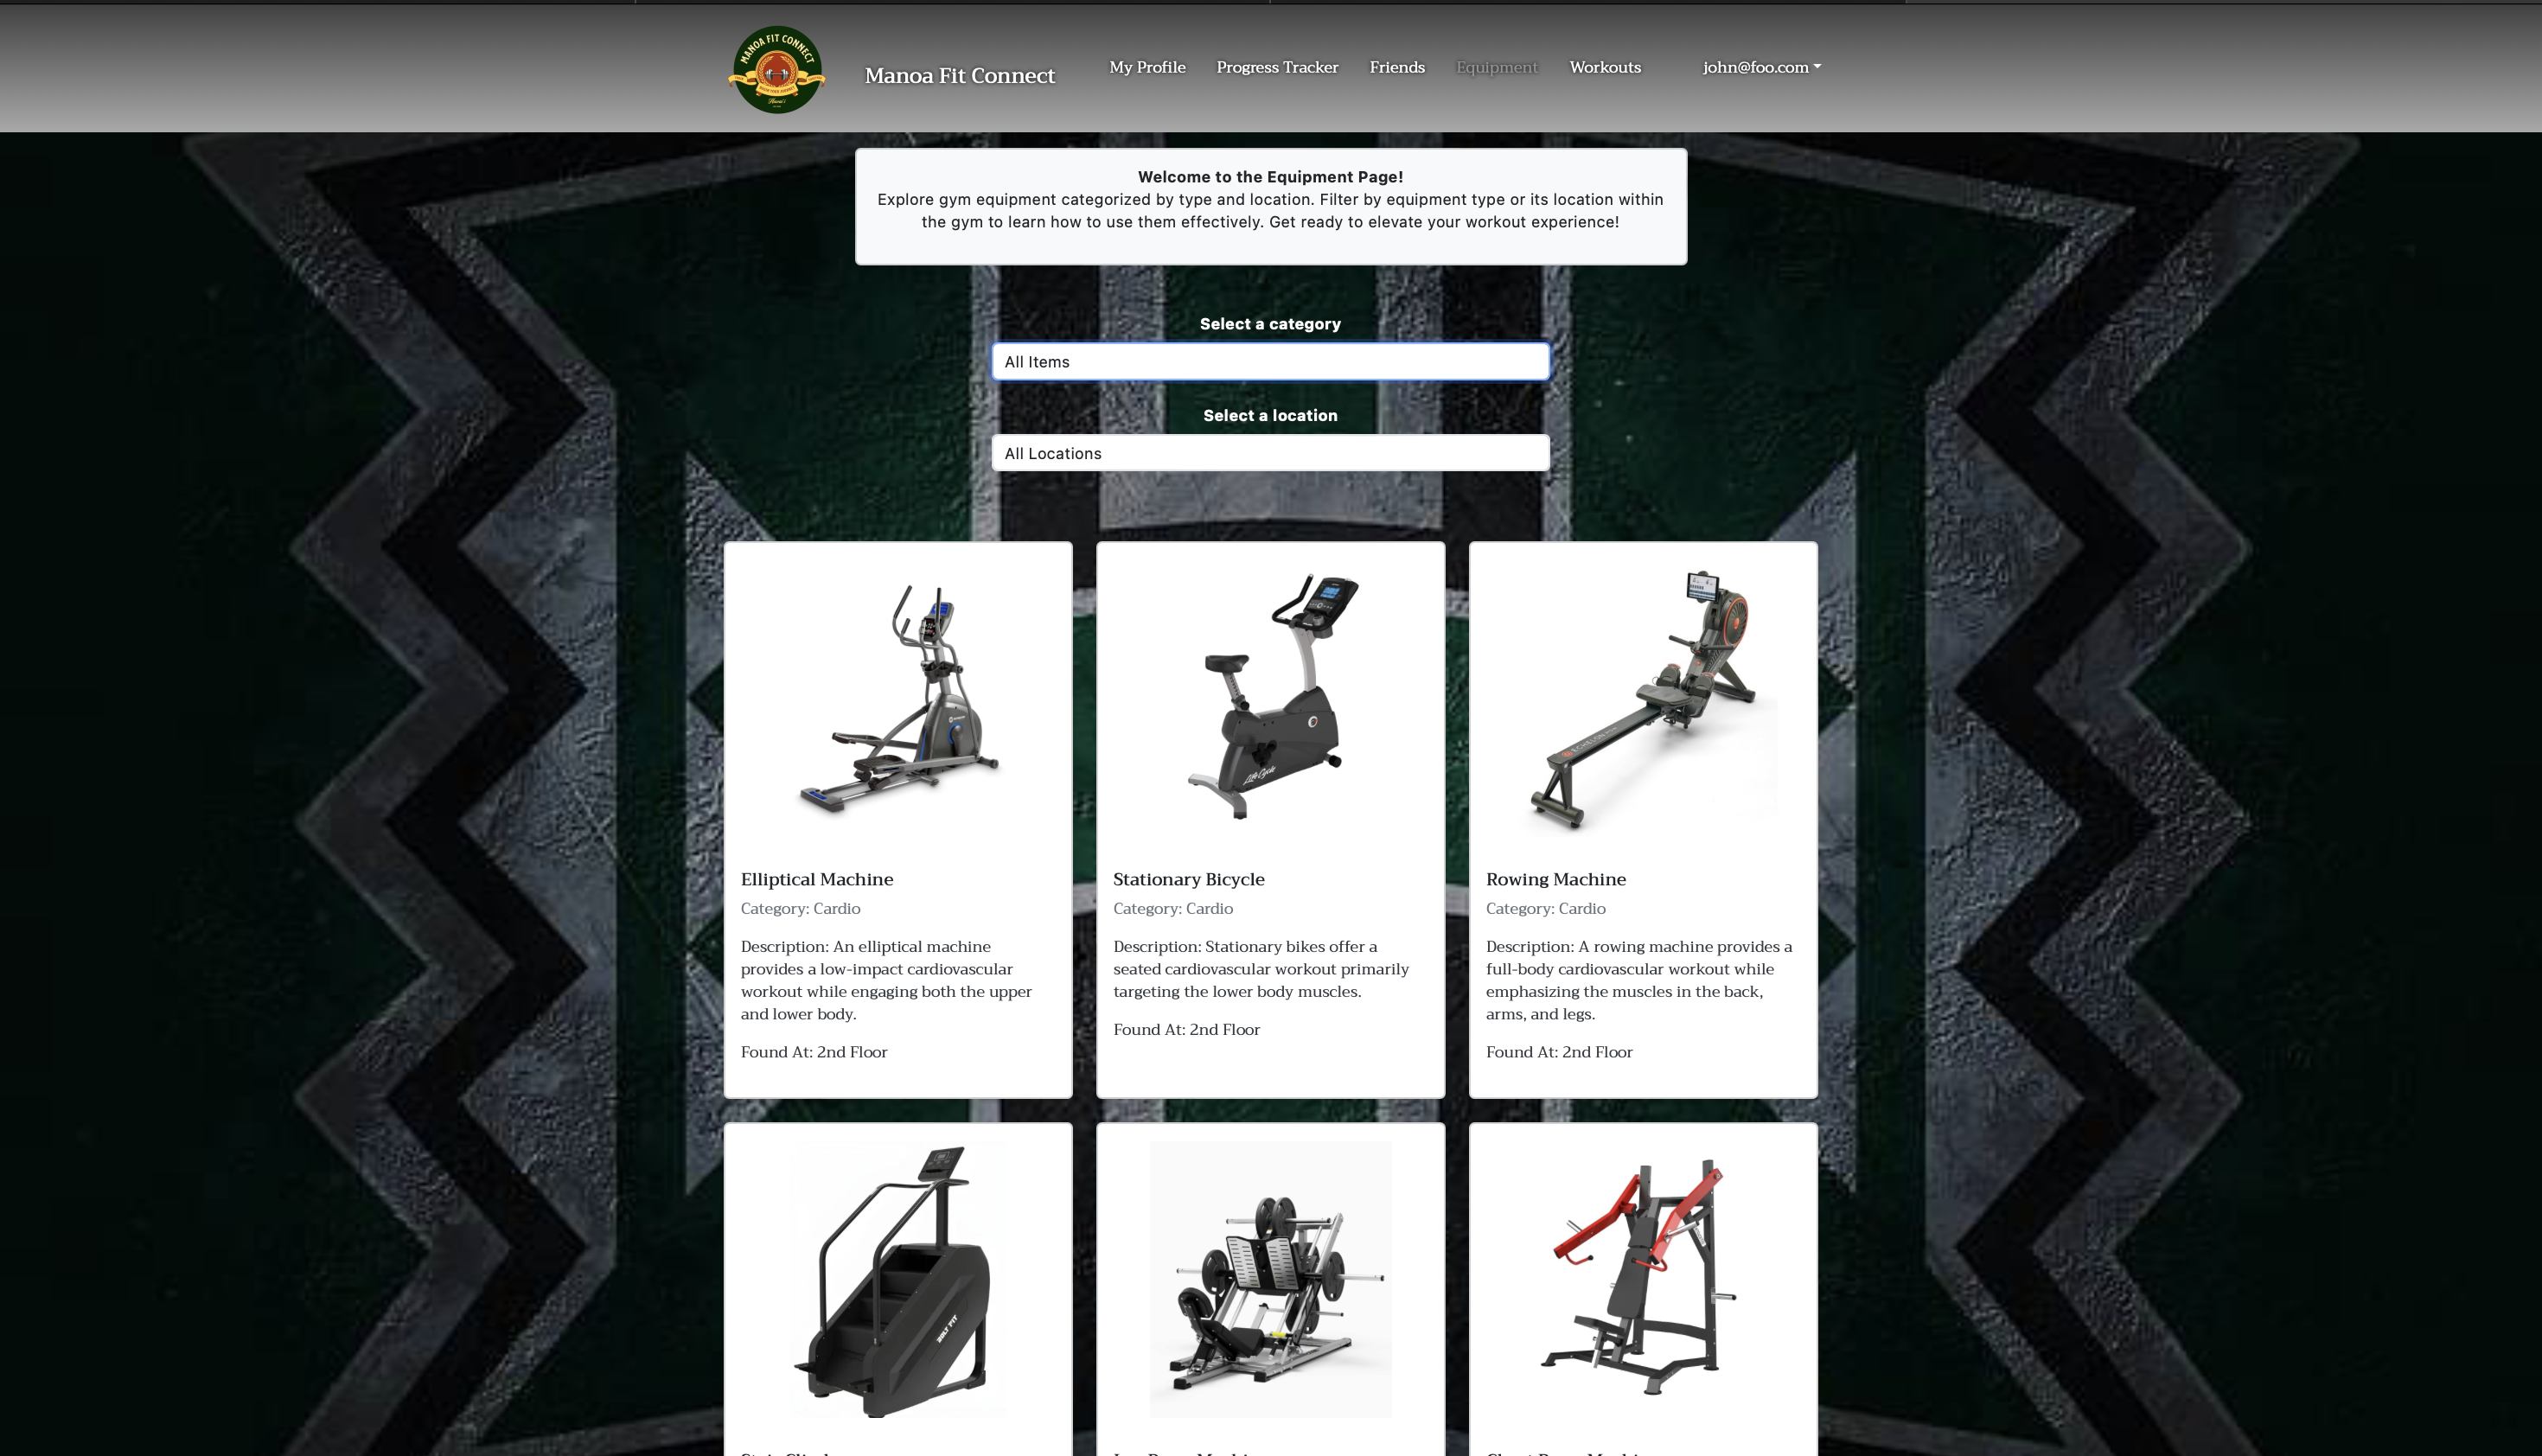 MANOA FIT CONNECT
Manoa Fit Connect
My Profile
Progress Tracker
Friends
Equipment
Workouts
john@foo.com
Welcome to the Equipment Page!
Explore gym equipment categorized by type and location. Filter by equipment type or its location within
the gym to learn how to use them effectively. Get ready to elevate your workout experience!
Select a category
All Items
Select a location
All Locations
Life Cycle
ECHELON
Elliptical Machine
Category: Cardio
Description: An elliptical machine
provides a low-impact cardiovascular
workout while engaging both the upper
and lower body.
Found At: 2nd Floor
Stationary Bicycle
Category: Cardio
Description: Stationary bikes offer a
seated cardiovascular workout primarily
targeting the lower body muscles.
Found At: 2nd Floor
Rowing Machine
Category: Cardio
Description: A rowing machine provides a
full-body cardiovascular workout while
emphasizing the muscles in the back,
arms, and legs.
Found At: 2nd Floor
BOLT FIT